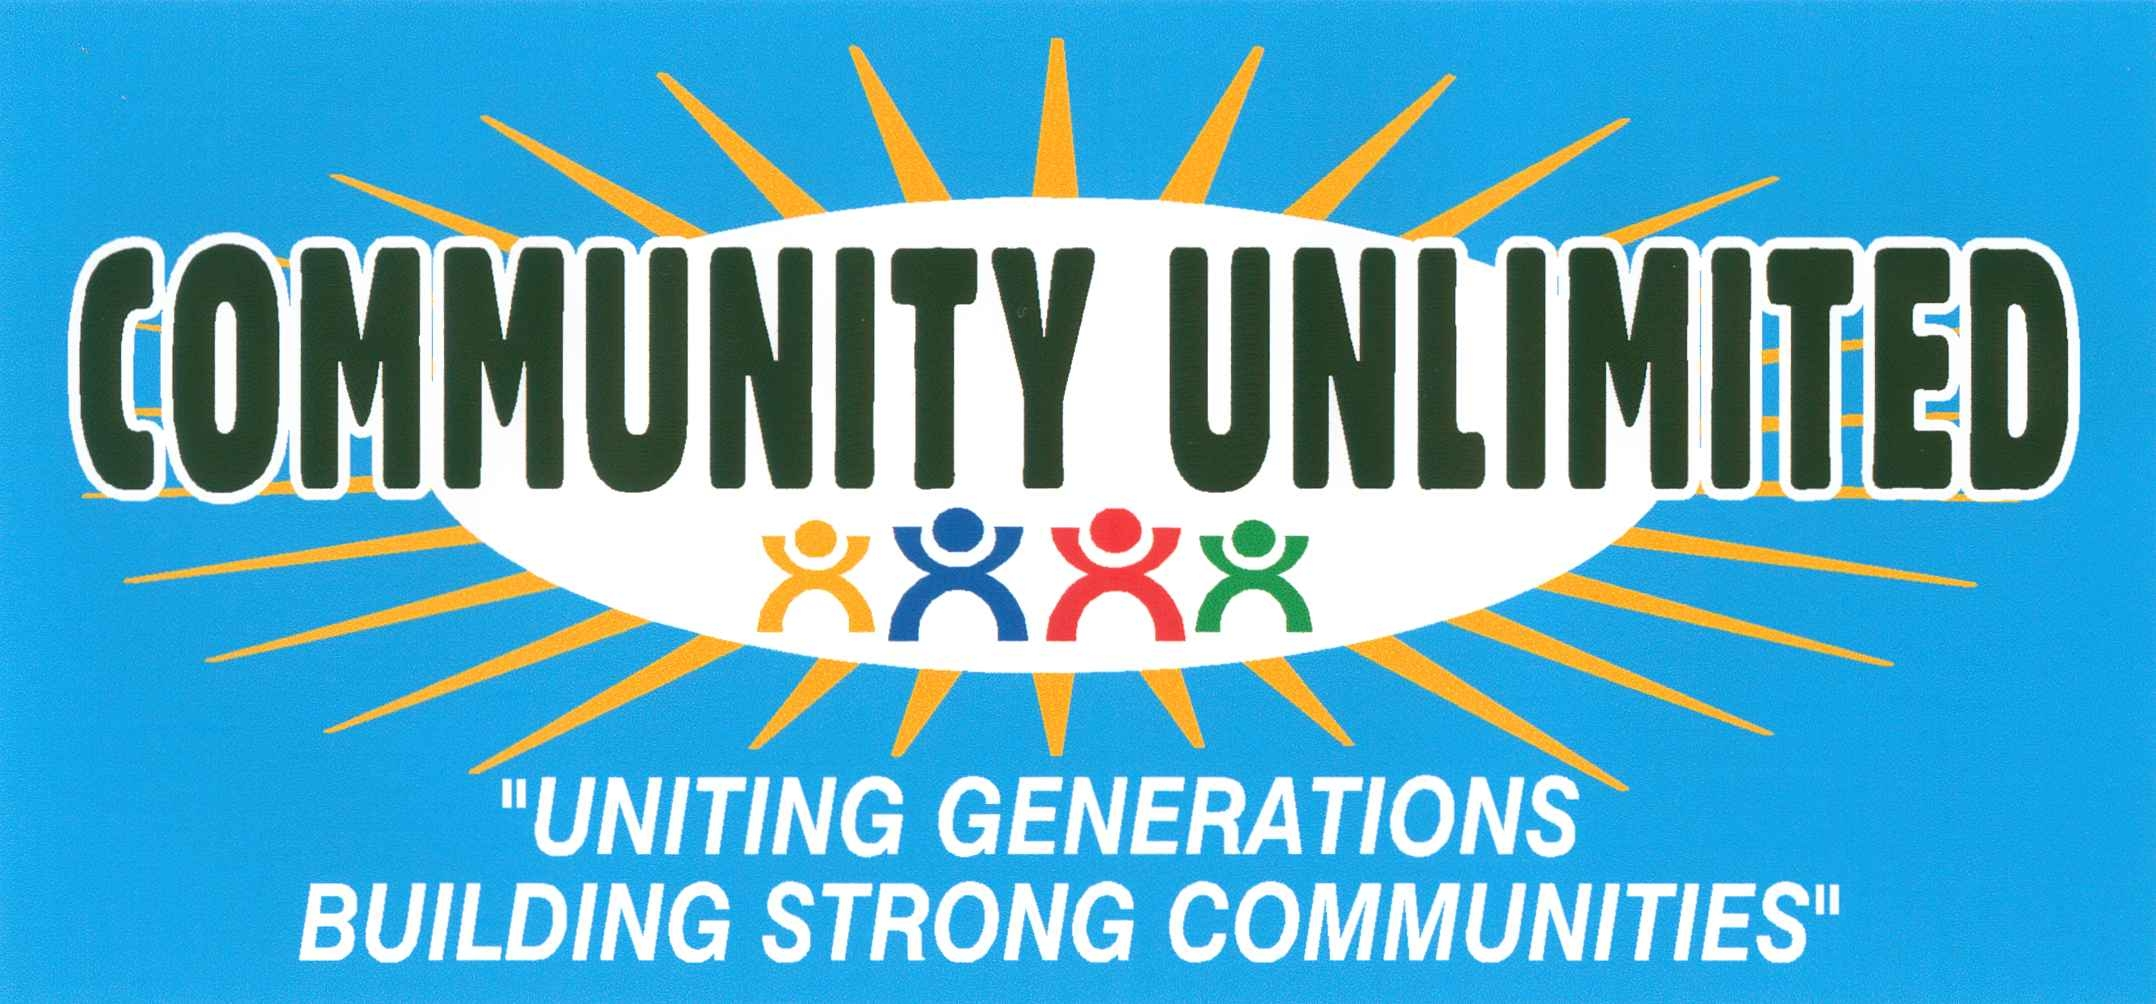 COMMUNITY UNLIMITED
"UNITING GENERATIONS
BUILDING STRONG COMMUNITIES"